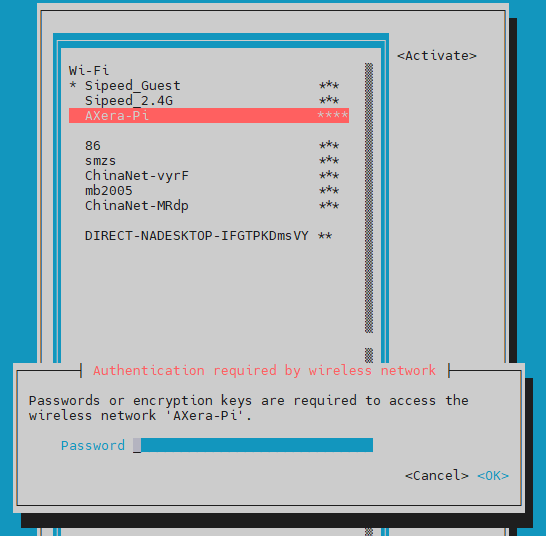 <Activate>
Wi-Fi
* Sipeed_Guest ***
Sipeed_2.4G ***
AXera-Pi ****
86 ***
smzs ***
ChinaNet-vyrF ***
mb2005 ***
ChinaNet-MRdp ***
DIRECT-NADESKTOP-IFGTPKDmsVY **
Authentication required by wireless network
Passwords or encryption keys are required to access the
wireless network 'AXera-Pi'.
Password _
<Cancel> <OK>